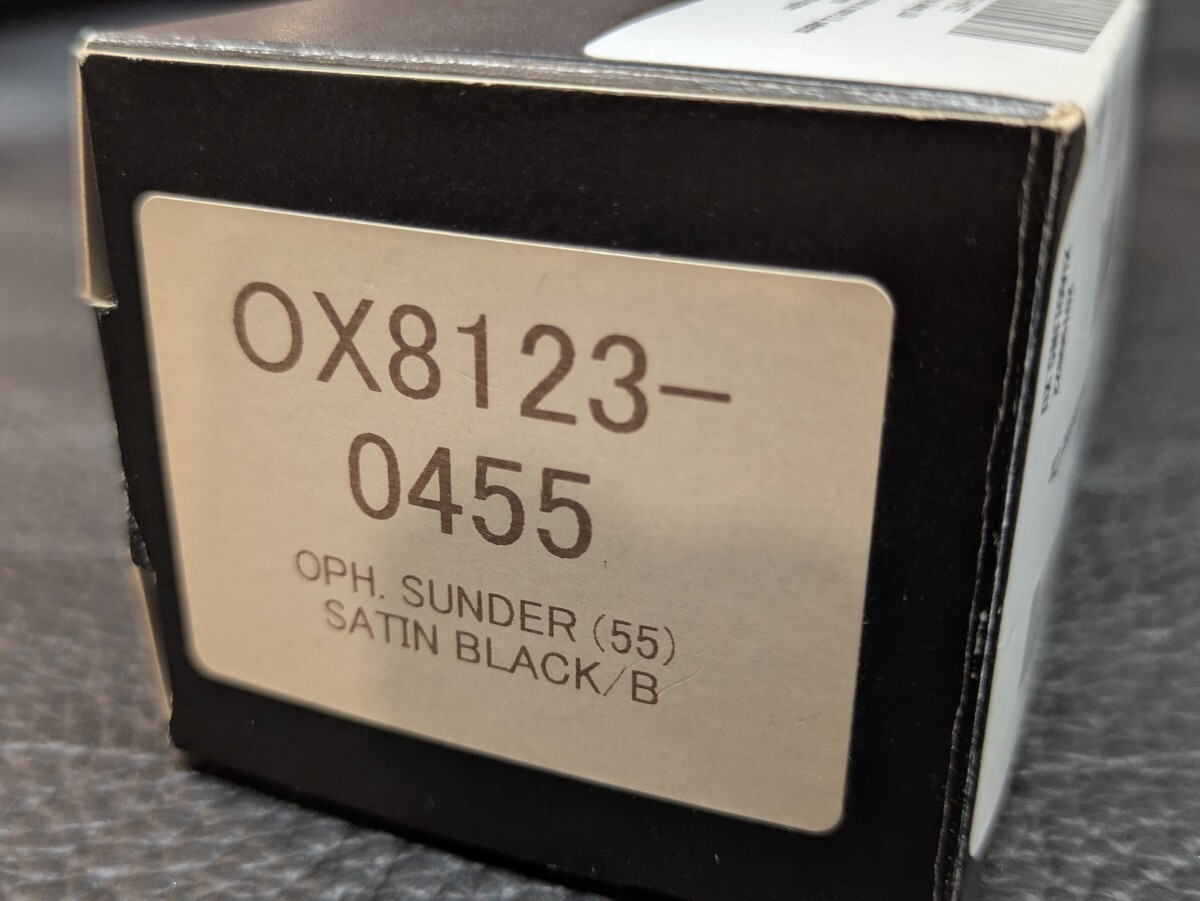 OX8123-
0455
OPH. SUNDER (55)
SATIN BLACK/B